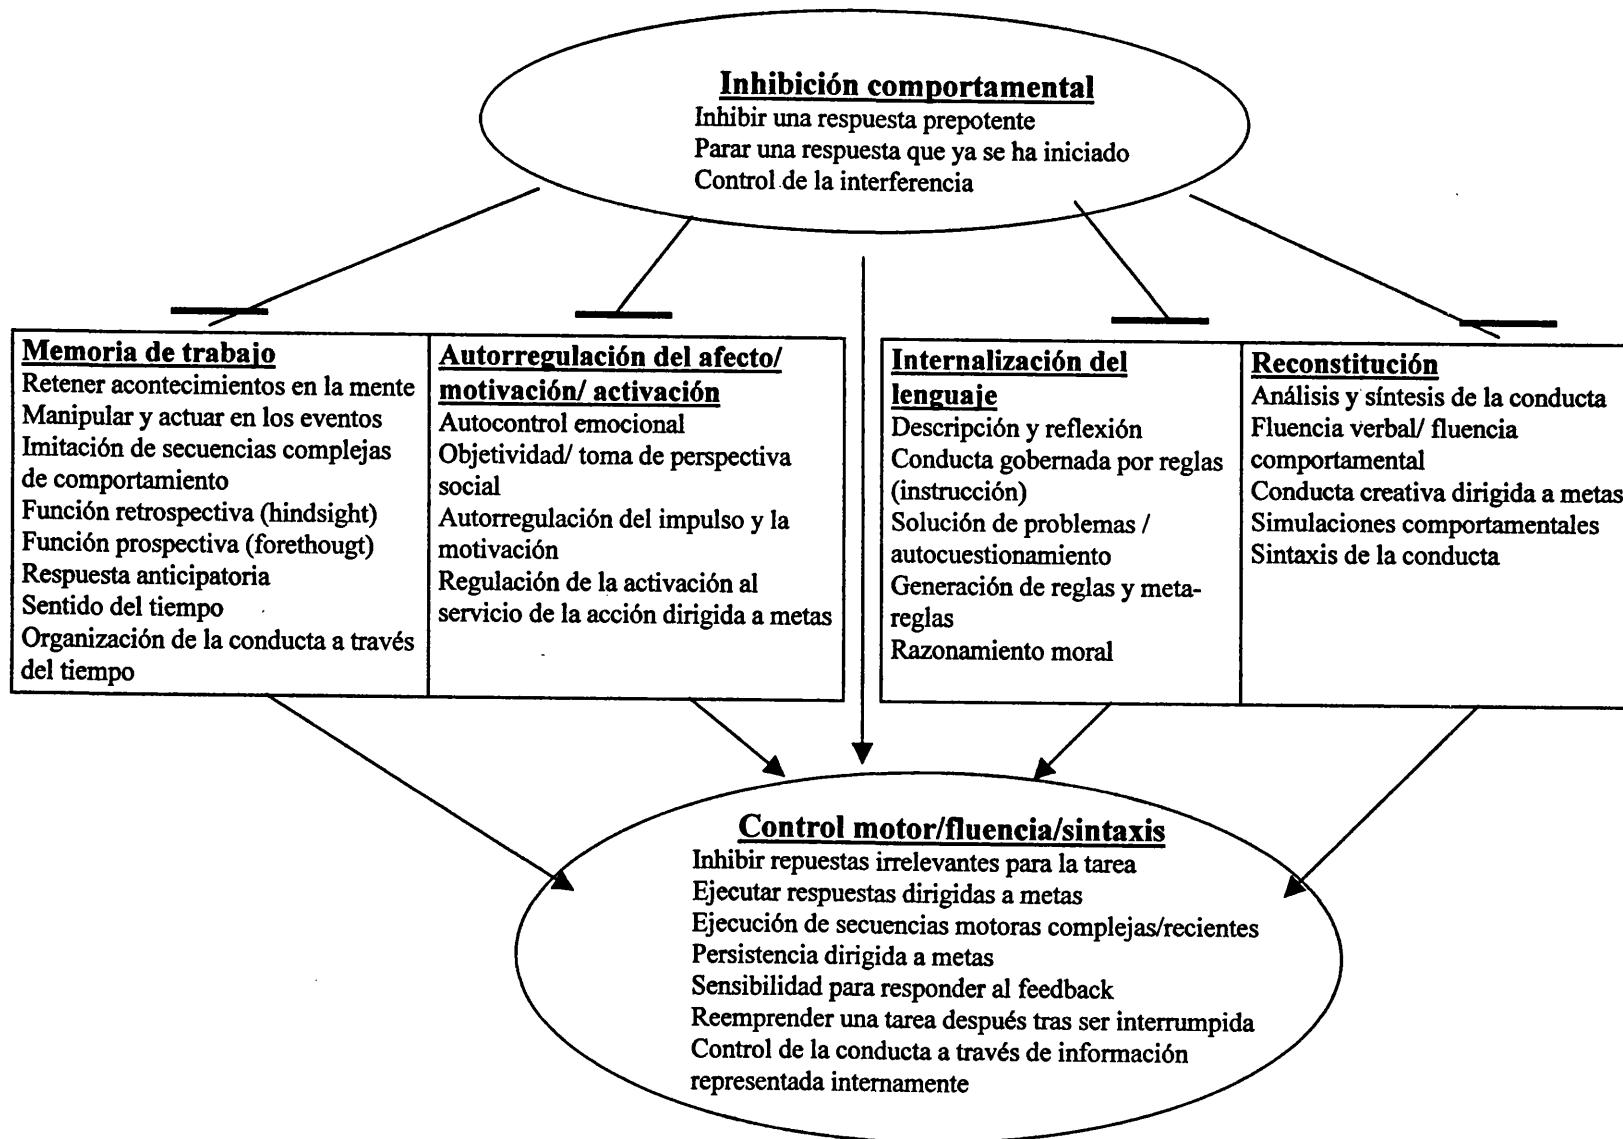 Inhibición comportamental
Inhibir una respuesta prepotente
Parar una respuesta que ya se ha iniciado
Control de la interferencia
Memoria de trabajo
Retener acontecimientos en la mente
Manipular y actuar en los eventos
Imitación de secuencias complejas
de comportamiento
Función retrospectiva (hindsight)
Función prospectiva (forethougt)
Respuesta anticipatoria
Sentido del tiempo
Organización de la conducta a través
del tiempo
Autorregulación del afecto/
motivación/ activación
Autocontrol emocional
Objetividad/ toma de perspectiva
social
Autorregulación del impulso y la
motivación
Regulación de la activación al
servicio de la acción dirigida a metas
Internalización del
lenguaje
Descripción y reflexión
Conducta gobernada por reglas
(instrucción)
Solución de problemas /
autocuestionamiento
Generación de reglas y meta-
reglas
Razonamiento moral
Reconstitución
Análisis y síntesis de la conducta
Fluencia verbal/ fluencia
comportamental
Conducta creativa dirigida a metas
Simulaciones comportamentales
Sintaxis de la conducta
Control motor/fluencia/sintaxis
Inhibir repuestas irrelevantes para la tarea
Ejecutar respuestas dirigidas a metas
Ejecución de secuencias motoras complejas/recientes
Persistencia dirigida a metas
Sensibilidad para responder al feedback
Reemprender una tarea después tras ser interrumpida
Control de la conducta a través de información
representada internamente